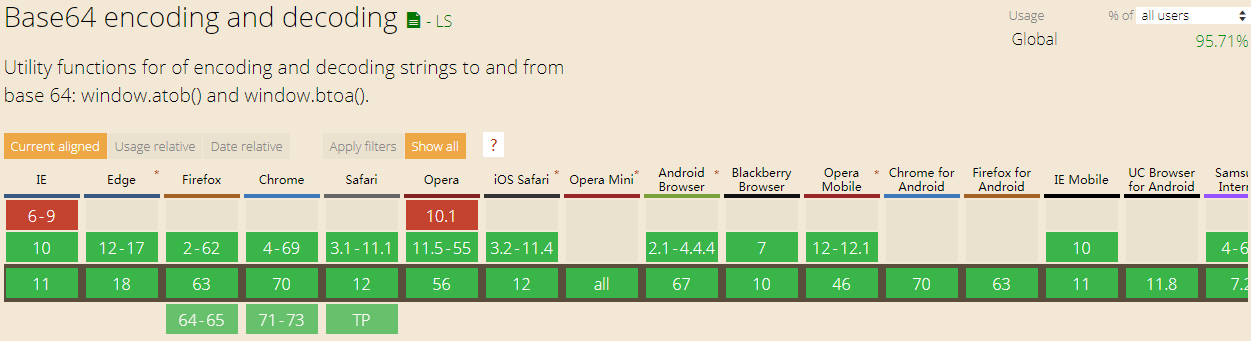 Base64 encoding and decoding - LS
Usage % of all users
Global 95.71%
Utility functions for of encoding and decoding strings to and from
base 64: window.atob() and window.btoa().
Current aligned Usage relative Date relative Apply filters Show all ?
IE Edge * Firefox Chrome Safari Opera iOS Safari * Opera Mini * Android Browser * Blackberry Browser Opera Mobile * Chrome for Android Firefox for Android IE Mobile UC Browser for Android Samsu Intern
6-9 10.1
10 12-17 2-62 4-69 3.1-11.1 11.5-55 3.2-11.4 2.1-4.4.4 7 12-12.1 10 4-6
11 18 63 70 12 56 12 all 67 10 46 70 63 11 11.8 7.2
64-65 71-73 TP